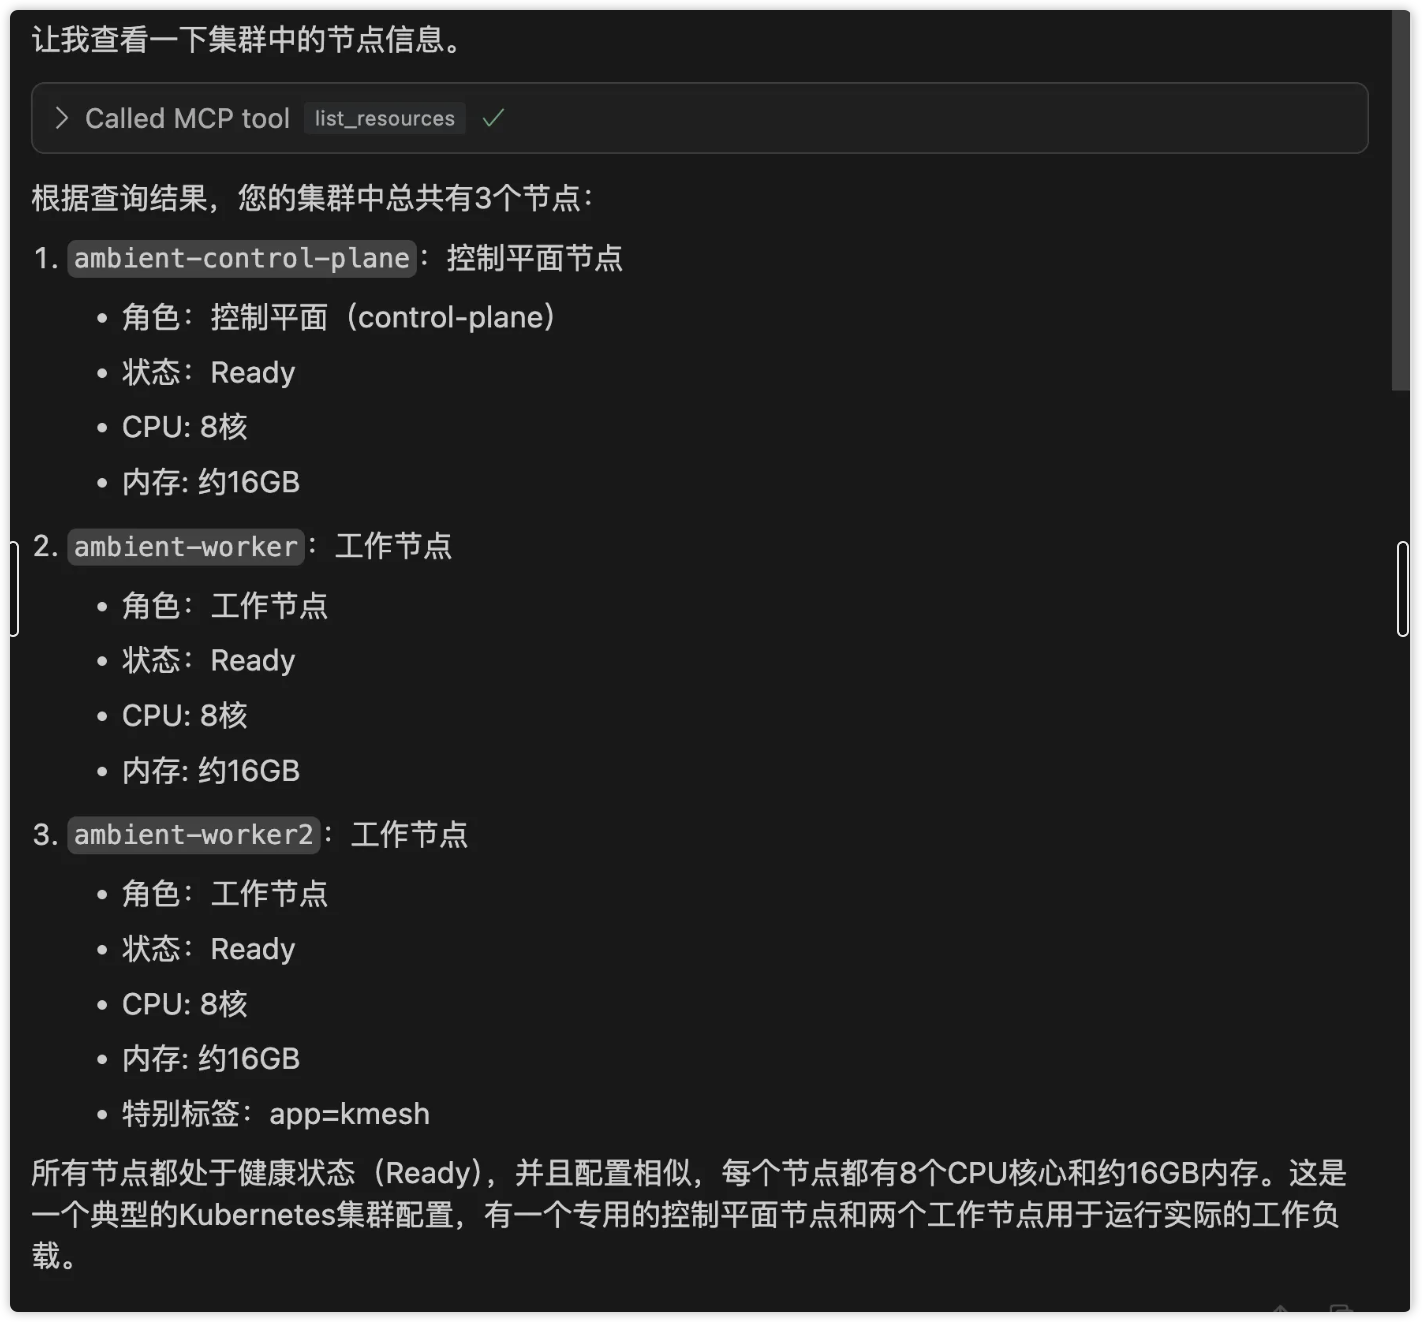 让我查看一下集群中的节点信息。
Called MCP tool list_resources
根据查询结果，您的集群中总共有3个节点：
1. ambient-control-plane：控制平面节点
• 角色：控制平面（control-plane）
• 状态：Ready
• CPU: 8核
• 内存: 约16GB
2. ambient-worker：工作节点
• 角色：工作节点
• 状态：Ready
• CPU: 8核
• 内存: 约16GB
3. ambient-worker2：工作节点
• 角色：工作节点
• 状态：Ready
• CPU: 8核
• 内存: 约16GB
• 特别标签：app=kmesh
所有节点都处于健康状态（Ready），并且配置相似，每个节点都有8个CPU核心和约16GB内存。这是
一个典型的Kubernetes集群配置，有一个专用的控制平面节点和两个工作节点用于运行实际的工作负
载。